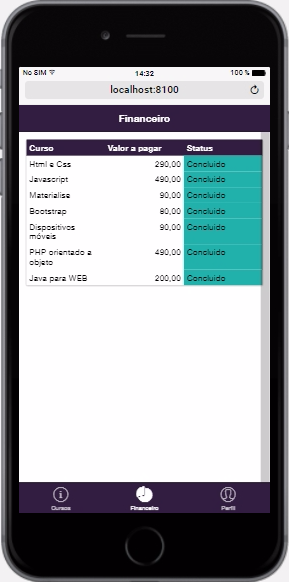 No SIM 14:32 100 %
localhost:8100
Financeiro
Curso Valor a pagar Status
Html e Css 290,00 Concluido
Javascript 490,00 Concluido
Materialise 90,00 Concluido
Bootstrap 80,00 Concluido
Dispositivos móveis 90,00 Concluido
PHP orientado a objeto 490,00 Concluido
Java para WEB 200,00 Concluido
Cursos Financeiro Perfil